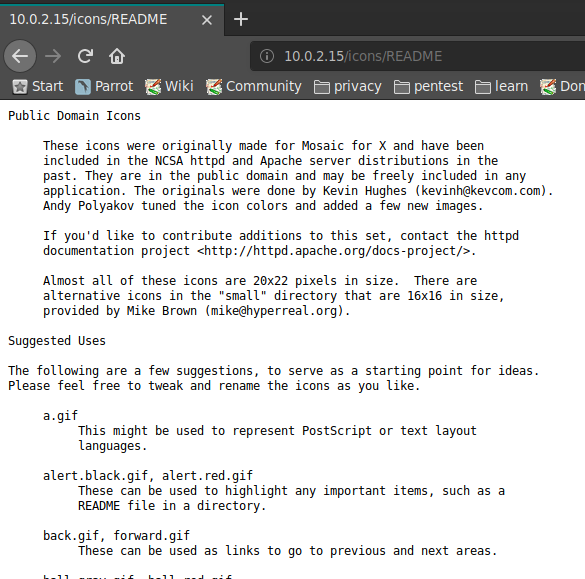 10.0.2.15/icons/README
10.0.2.15/icons/README
Start Parrot Wiki Community privacy pentest learn Don
Public Domain Icons
These icons were originally made for Mosaic for X and have been
included in the NCSA httpd and Apache server distributions in the
past. They are in the public domain and may be freely included in any
application. The originals were done by Kevin Hughes (kevinh@kevcom.com).
Andy Polyakov tuned the icon colors and added a few new images.
If you'd like to contribute additions to this set, contact the httpd
documentation project <http://httpd.apache.org/docs-project/>.
Almost all of these icons are 20x22 pixels in size.  There are
alternative icons in the "small" directory that are 16x16 in size,
provided by Mike Brown (mike@hyperreal.org).
Suggested Uses
The following are a few suggestions, to serve as a starting point for ideas.
Please feel free to tweak and rename the icons as you like.
a.gif
This might be used to represent PostScript or text layout
languages.
alert.black.gif, alert.red.gif
These can be used to highlight any important items, such as a
README file in a directory.
back.gif, forward.gif
These can be used as links to go to previous and next areas.
ball.gray.gif, ball.red.gif